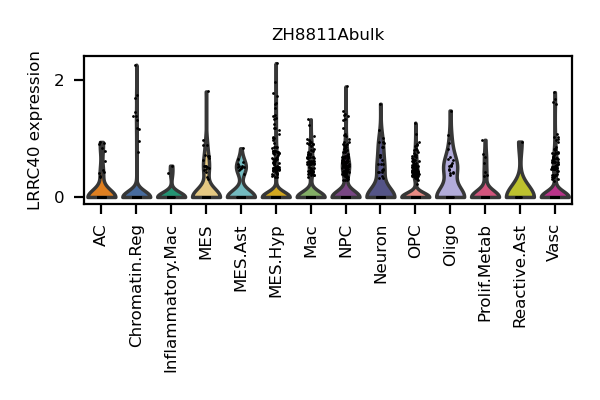 ZH8811Abulk
LRRC40 expression
2
0
AC
Chromatin.Reg
Inflammatory.Mac
MES
MES.Ast
MES.Hyp
Mac
NPC
Neuron
OPC
Oligo
Prolif.Metab
Reactive.Ast
Vasc